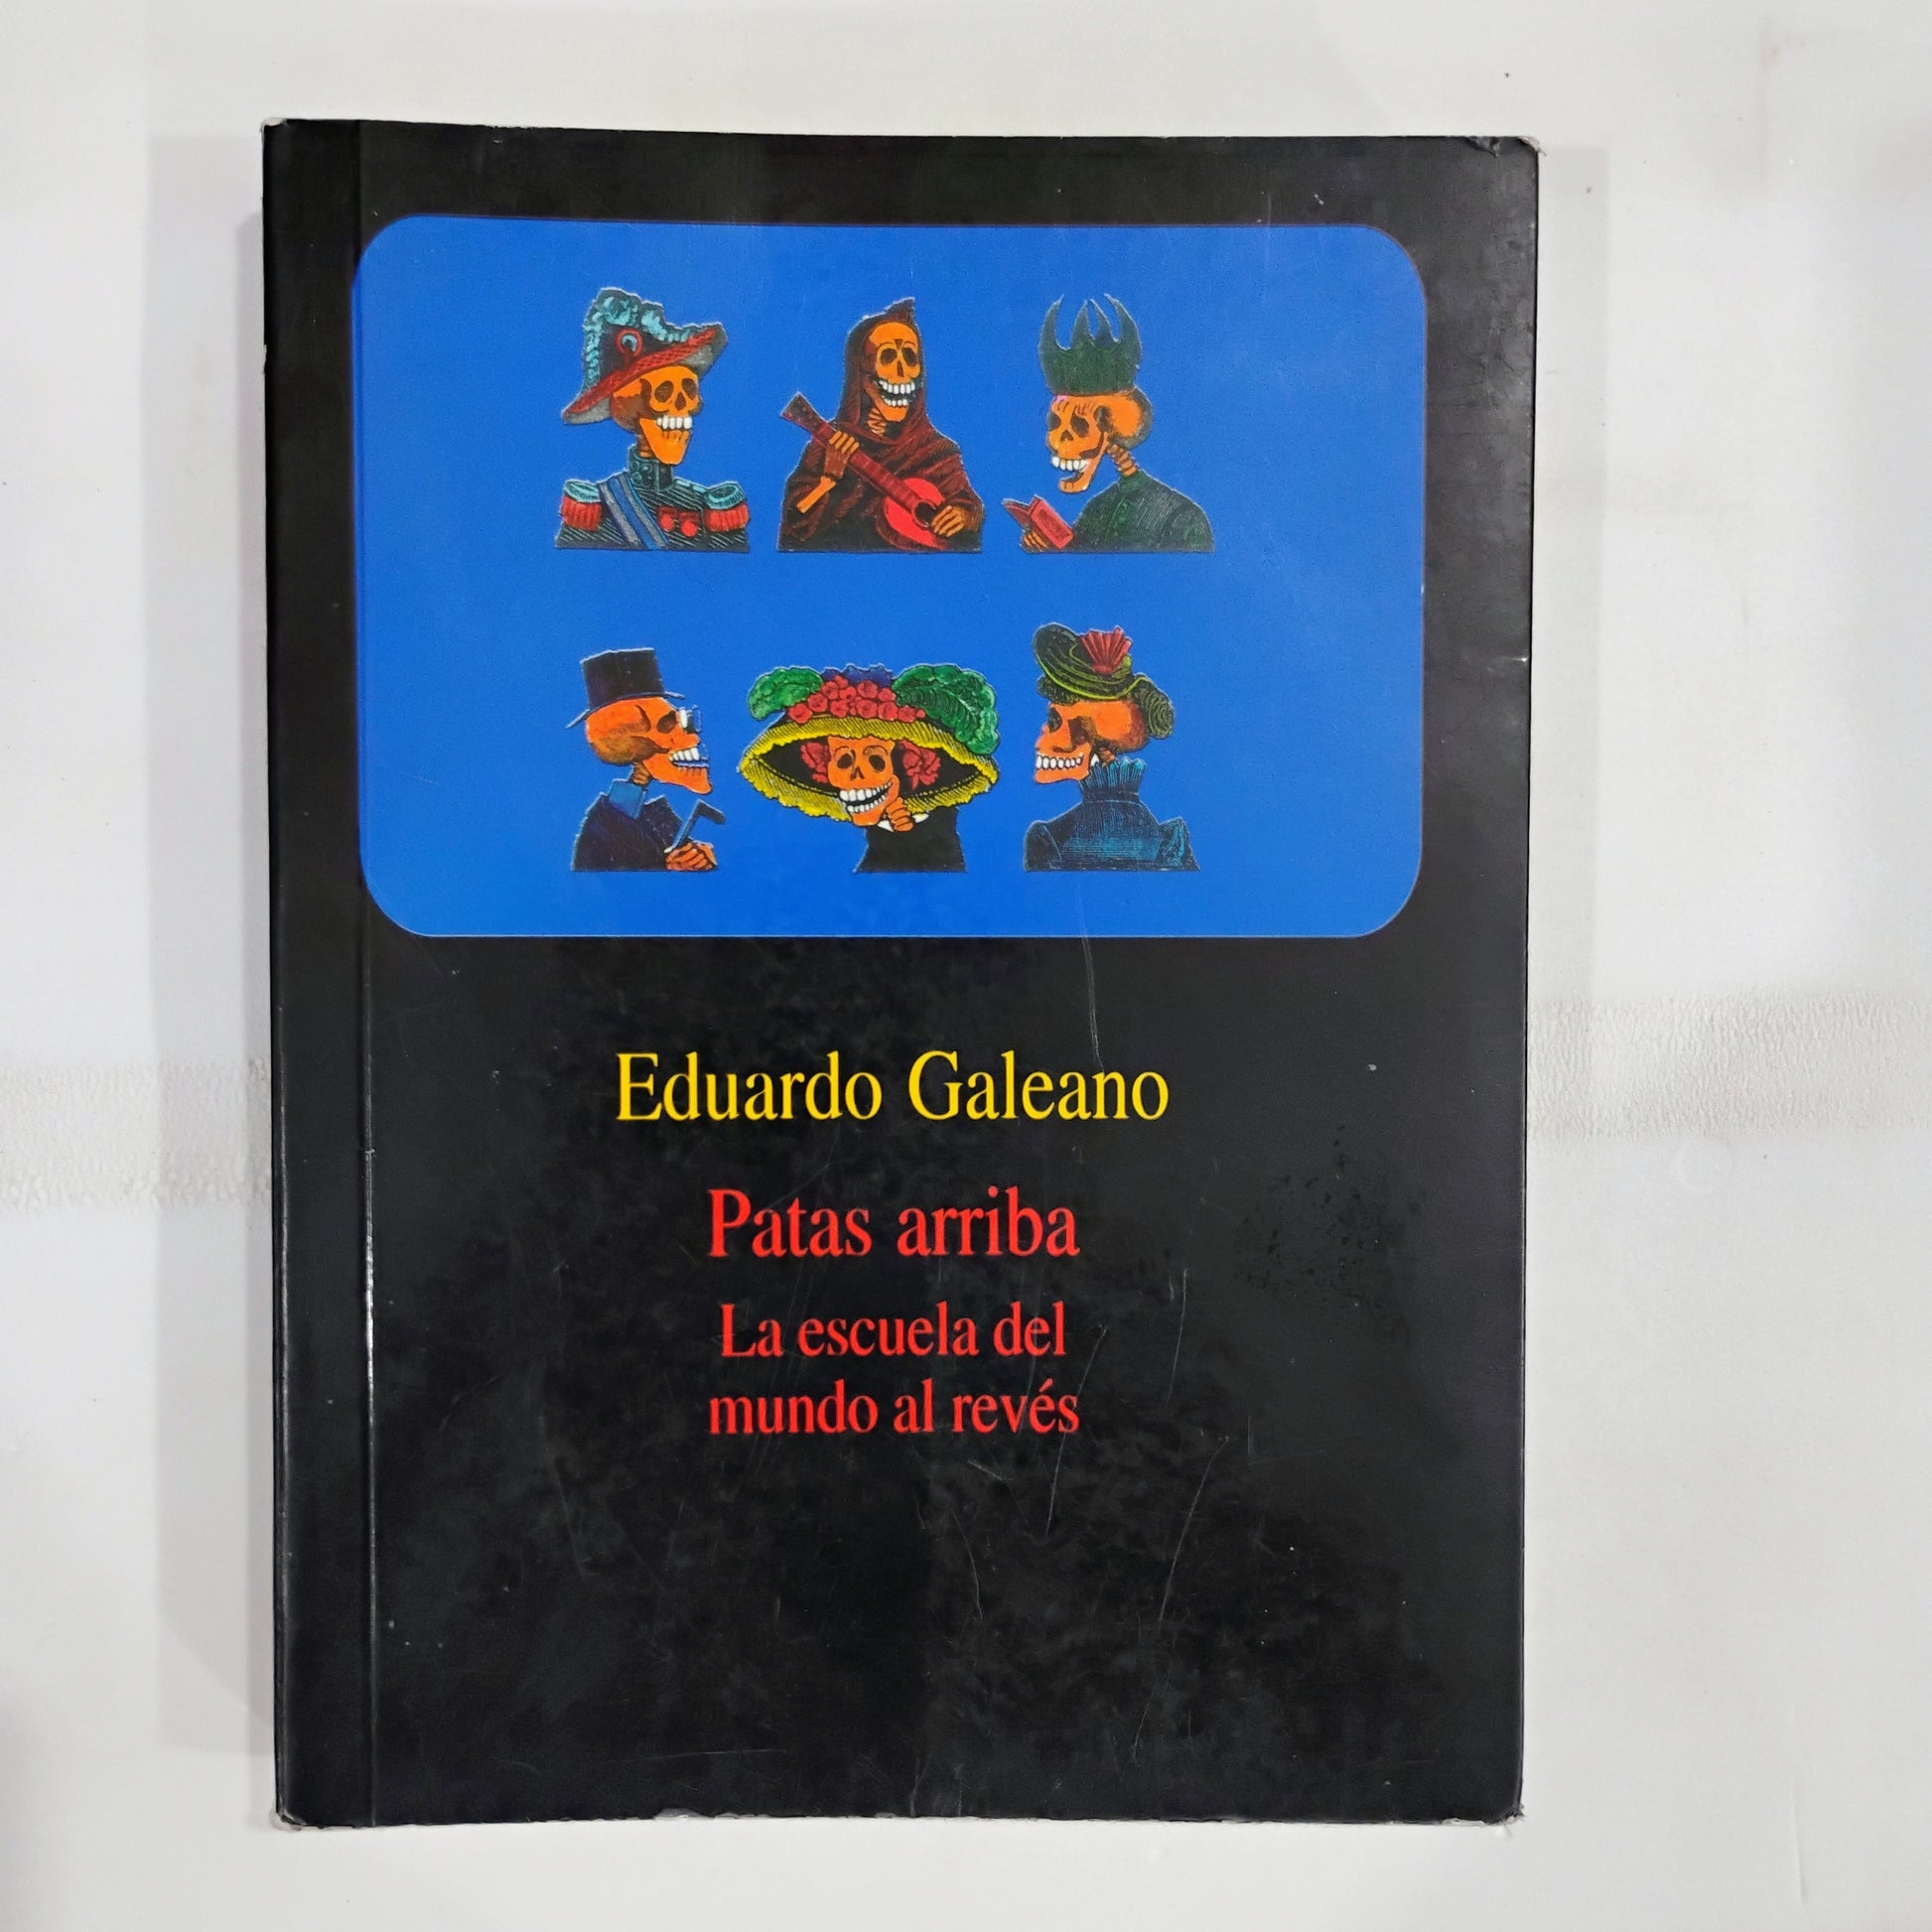 Eduardo Galeano
Patas arriba
La escuela del
mundo al revés